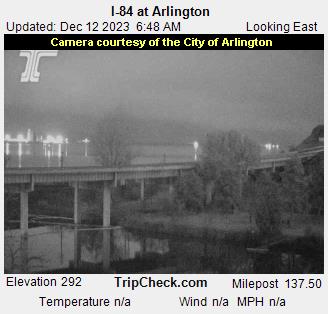 I-84 at Arlington
Updated: Dec 12 2023 6:48 AM Looking East
Camera courtesy of the City of Arlington
Elevation 292 TripCheck.com Milepost 137.50
Temperature n/a Wind n/a MPH n/a